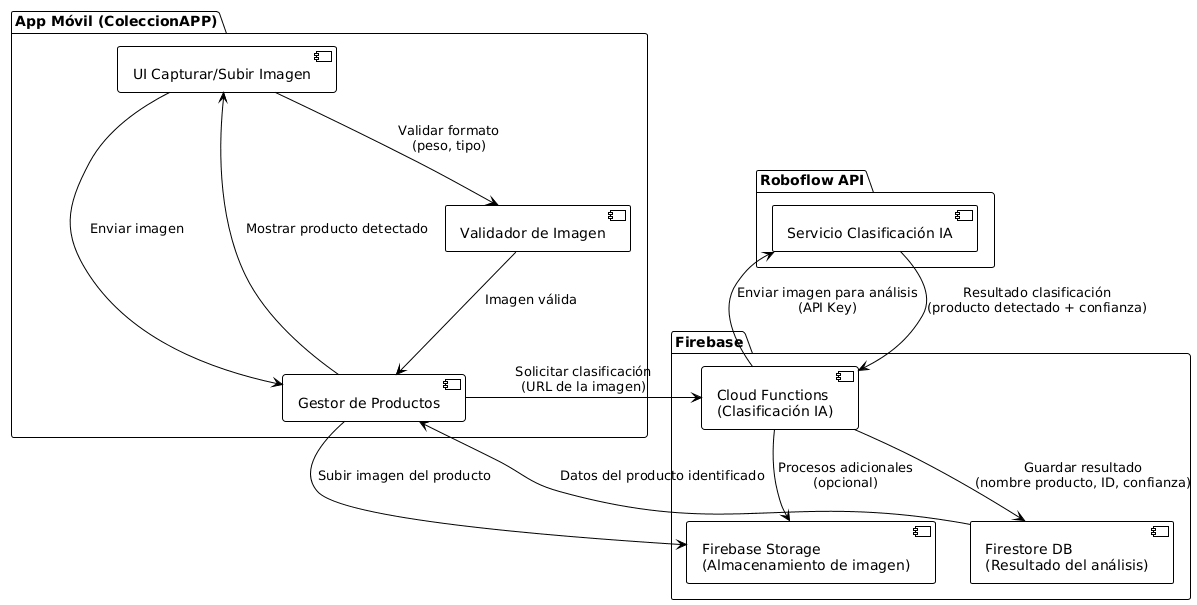 App Móvil (ColeccionAPP)
UI Capturar/Subir Imagen
Validar formato
(peso, tipo)
Enviar imagen
Mostrar producto detectado
Validador de Imagen
Imagen válida
Gestor de Productos
Solicitar clasificación
(URL de la imagen)
Roboflow API
Servicio Clasificación IA
Enviar imagen para análisis
(API Key)
Resultado clasificación
(producto detectado + confianza)
Firebase
Cloud Functions
(Clasificación IA)
Subir imagen del producto
Datos del producto identificado
Procesos adicionales
(opcional)
Guardar resultado
(nombre producto, ID, confianza)
Firebase Storage
(Almacenamiento de imagen)
Firestore DB
(Resultado del análisis)